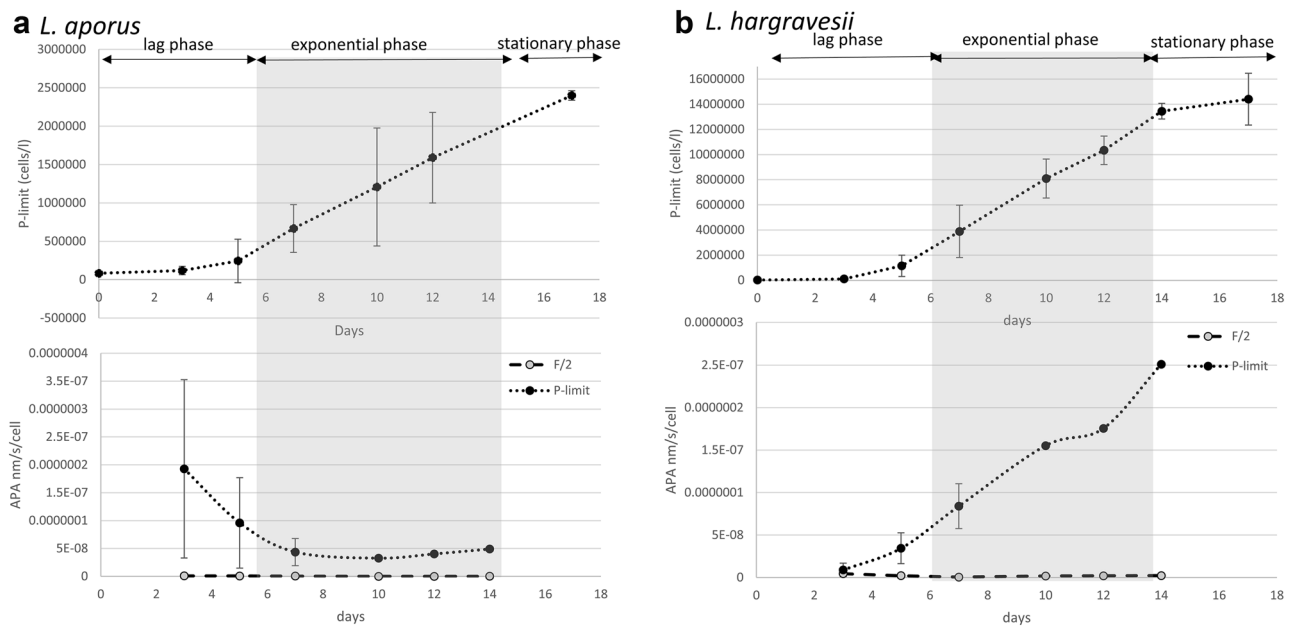 a L. aporus
lag phase exponential phase stationary phase
3000000
2500000
2000000
1500000
1000000
500000
0
-500000
P-limit (cells/l)
0 2 4 6 8 10 12 14 16 18
Days
0.0000004
3.5E-07
0.0000003
2.5E-07
0.0000002
1.5E-07
0.0000001
5E-08
0
APA nm/s/cell
F/2
P-limit
0 2 4 6 8 10 12 14 16 18
days
b L. hargravesii
lag phase exponential phase stationary phase
16000000
14000000
12000000
10000000
8000000
6000000
4000000
2000000
0
P-limit (cells/l)
0 2 4 6 8 10 12 14 16 18
days
0.0000003
2.5E-07
0.0000002
1.5E-07
0.0000001
5E-08
0
APA nm/s/cell
F/2
P-limit
0 2 4 6 8 10 12 14 16 18
days